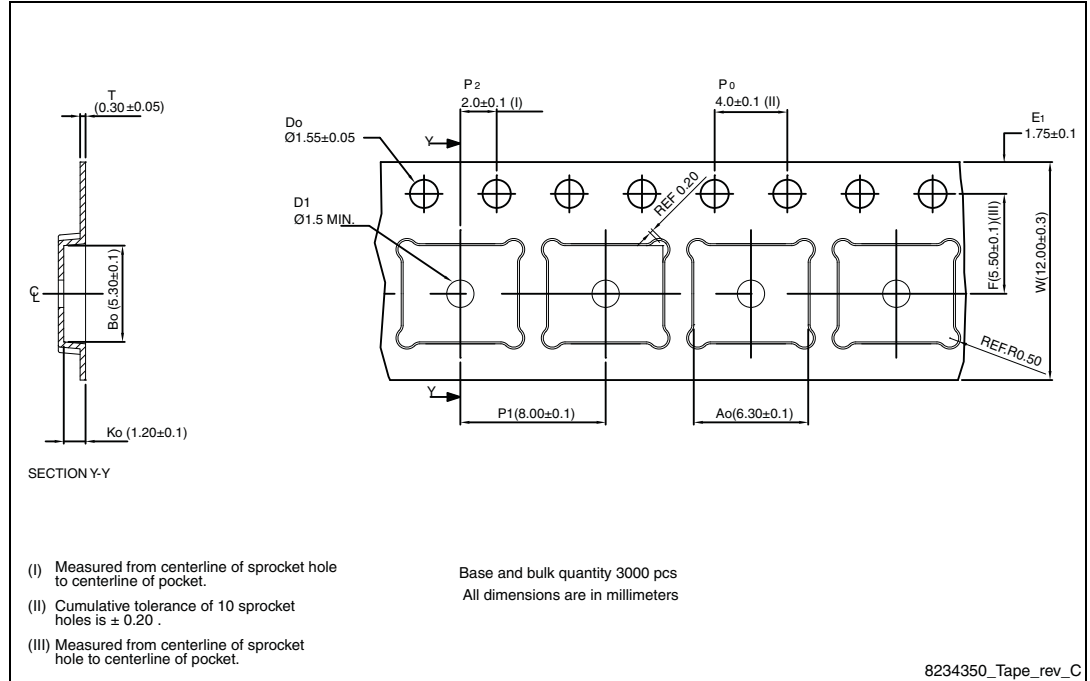 T
(0.30 ±0.05)
P2
2.0±0.1 (I)
P0
4.0±0.1 (II)
Do
Ø1.55±0.05
Y
E1
1.75±0.1
D1
Ø1.5 MIN.
REF 0.20
F(5.50±0.1)(III)
W(12.00±0.3)
℄
Bo (5.30±0.1)
REF.R0.50
Y
P1(8.00±0.1)
Ao(6.30±0.1)
Ko (1.20±0.1)
SECTION Y-Y
(I) Measured from centerline of sprocket hole
to centerline of pocket.
(II) Cumulative tolerance of 10 sprocket
holes is ± 0.20 .
(III) Measured from centerline of sprocket
hole to centerline of pocket.
Base and bulk quantity 3000 pcs
All dimensions are in millimeters
8234350_Tape_rev_C